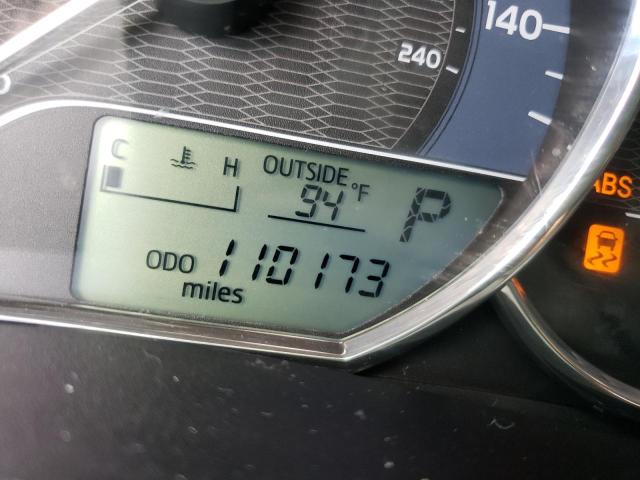 140
240
C H OUTSIDE
94 °F P
ODO 110173
miles
ABS